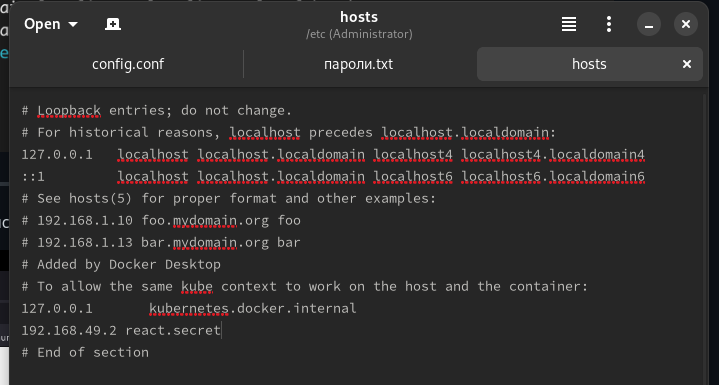 Open
hosts
/etc (Administrator)
config.conf
пароли.txt
hosts
# Loopback entries; do not change.
# For historical reasons, localhost precedes localhost.localdomain:
127.0.0.1   localhost localhost.localdomain localhost4 localhost4.localdomain4
::1         localhost localhost.localdomain localhost6 localhost6.localdomain6
# See hosts(5) for proper format and other examples:
# 192.168.1.10 foo.mydomain.org foo
# 192.168.1.13 bar.mydomain.org bar
# Added by Docker Desktop
# To allow the same kube context to work on the host and the container:
127.0.0.1       kubernetes.docker.internal
192.168.49.2 react.secret
# End of section